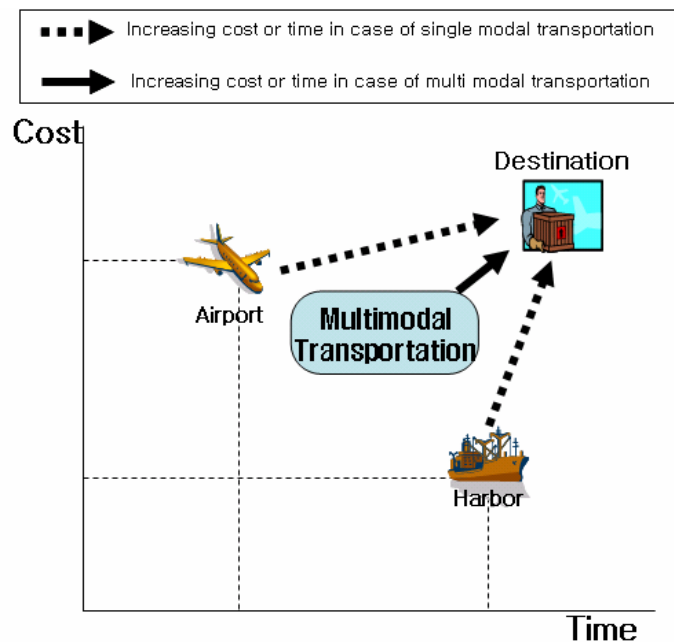 Increasing cost or time in case of single modal transportation
Increasing cost or time in case of multi modal transportation
Cost
Destination
Airport
Multimodal
Transportation
Harbor
Time